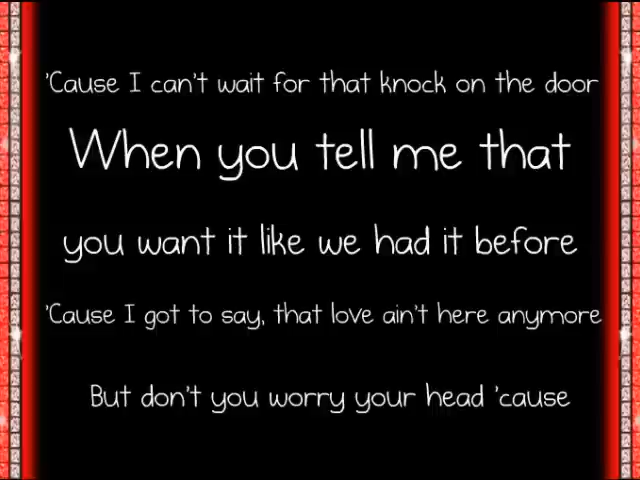 'Cause I can't wait for that knock on the door
When you tell me that
you want it like we had it before
'Cause I got to say, that love ain't here anymore
But don't you worry your head 'cause